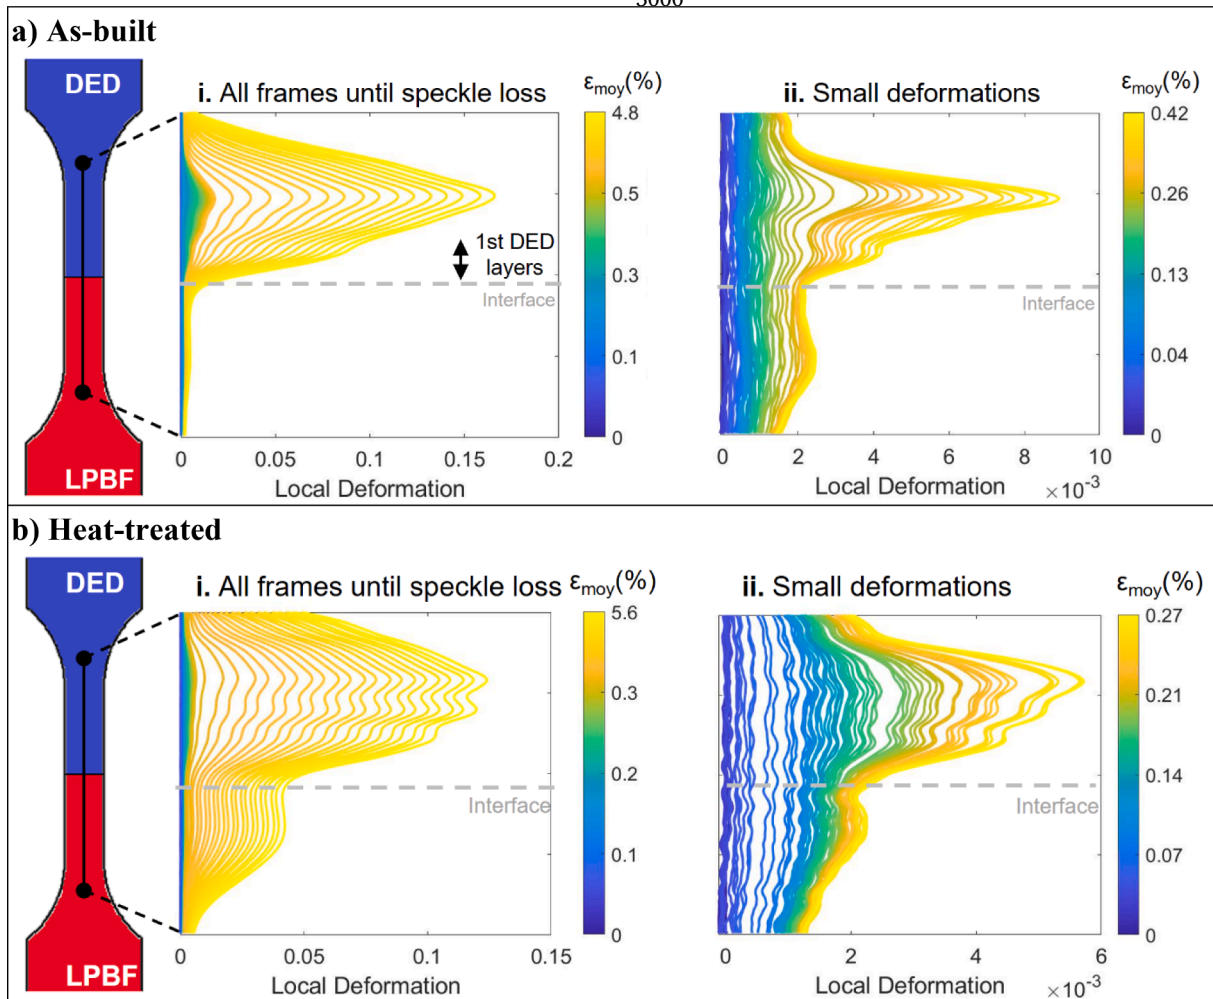 a) As-built
DED
LPBF
i. All frames until speckle loss
ε_moy(%)
4.8
0.5
0.3
0.1
0
1st DED
layers
Interface
0 0.05 0.1 0.15 0.2
Local Deformation
ii. Small deformations
ε_moy(%)
0.42
0.26
0.13
0.04
0
Interface
0 2 4 6 8 10
Local Deformation ×10⁻³
b) Heat-treated
DED
LPBF
i. All frames until speckle loss
ε_moy(%)
5.6
0.3
0.2
0.1
0
Interface
0 0.05 0.1 0.15
Local Deformation
ii. Small deformations
ε_moy(%)
0.27
0.21
0.14
0.07
0
Interface
0 2 4 6
Local Deformation ×10⁻³